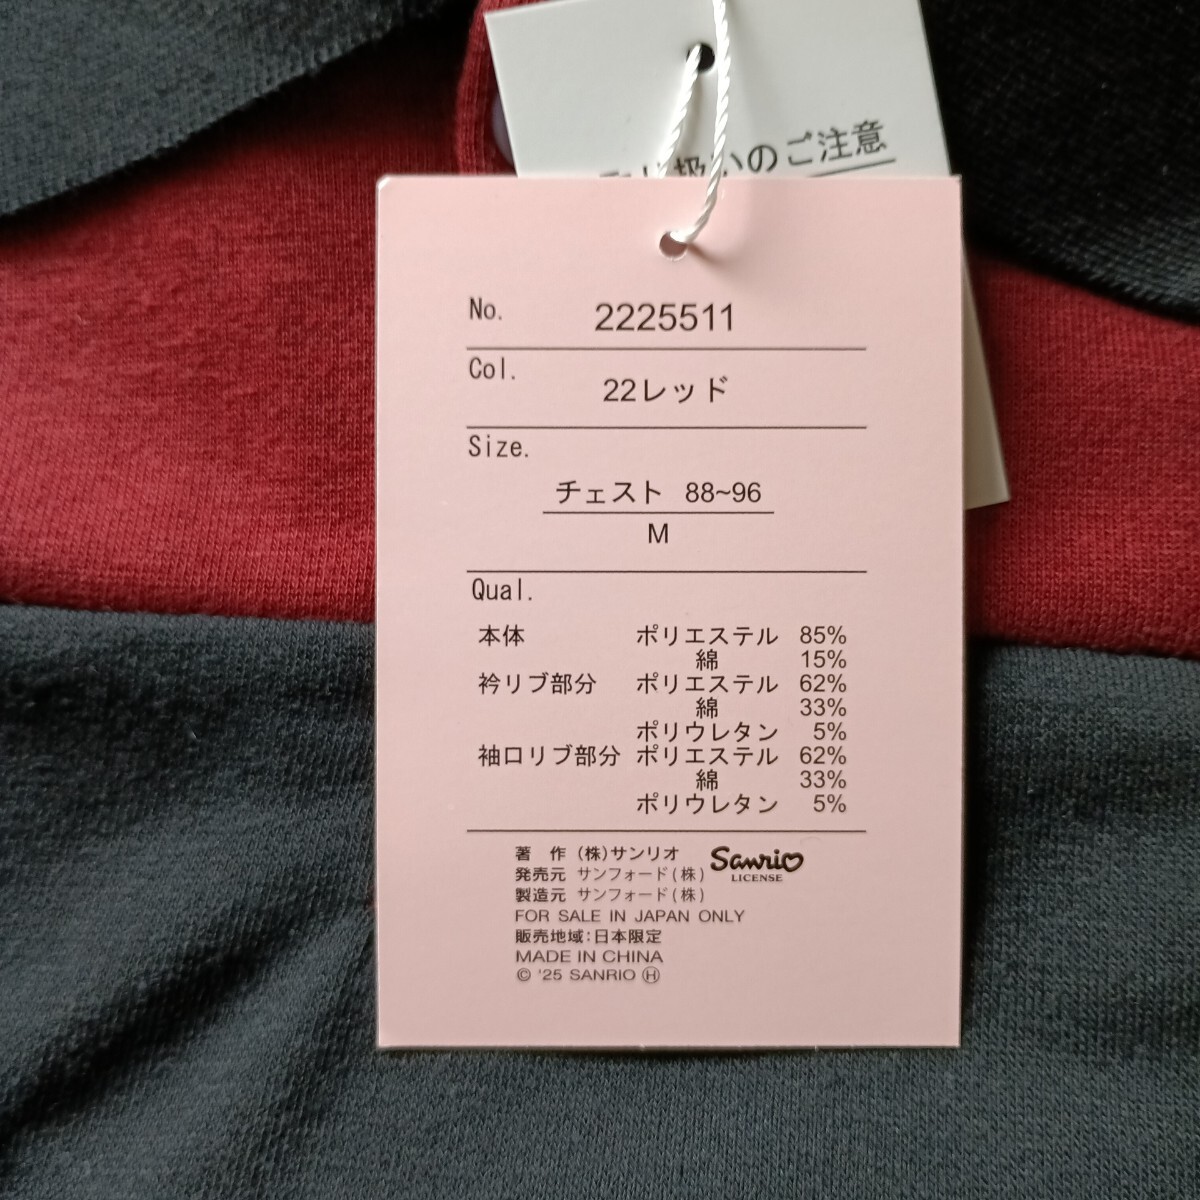 扱いのご注意
No. 2225511
Col. 22レッド
Size.
チェスト 88~96
M
Qual.
本体 ポリエステル 85%
綿 15%
衿リブ部分 ポリエステル 62%
綿 33%
ポリウレタン 5%
袖口リブ部分 ポリエステル 62%
綿 33%
ポリウレタン 5%
著 作 (株)サンリオ Sanrio
発売元 サンフォード(株) LICENSE
製造元 サンフォード(株)
FOR SALE IN JAPAN ONLY
販売地域:日本限定
MADE IN CHINA
© '25 SANRIO Ⓗ